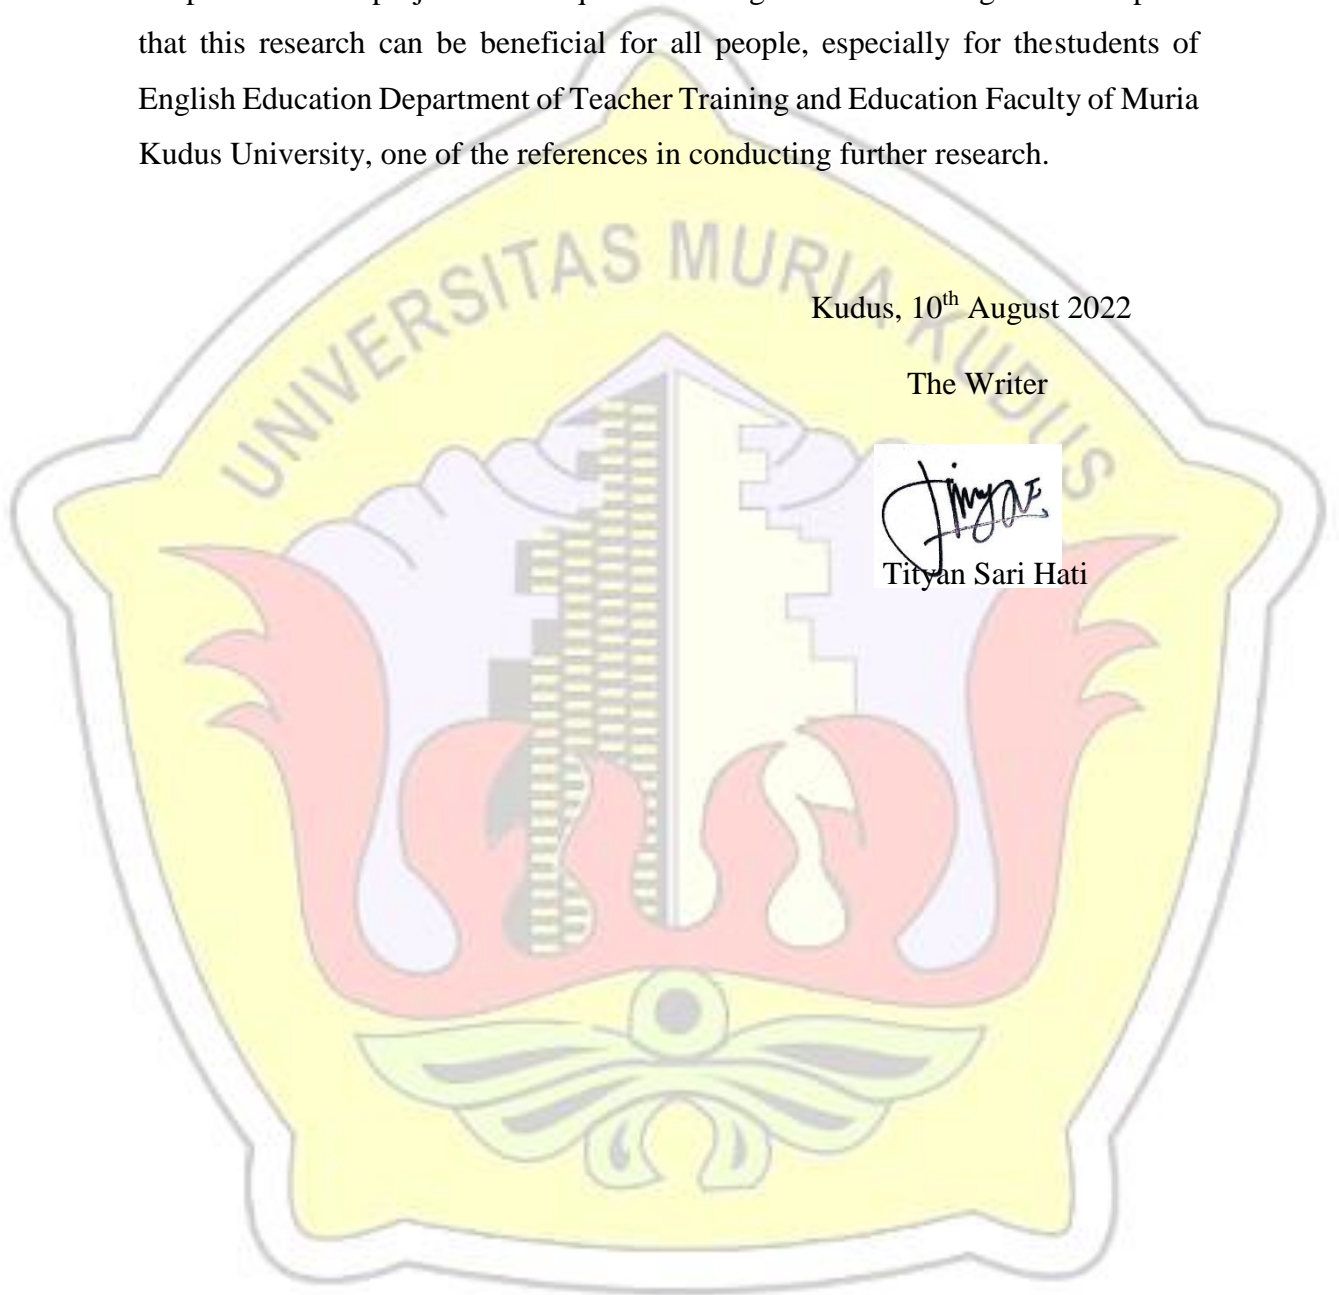 that this research can be beneficial for all people, especially for thestudents of
English Education Department of Teacher Training and Education Faculty of Muria
Kudus University, one of the references in conducting further research.
UNIVERSITAS MURIA KUDUS
Kudus, 10th August 2022
The Writer
Tityan Sari Hati